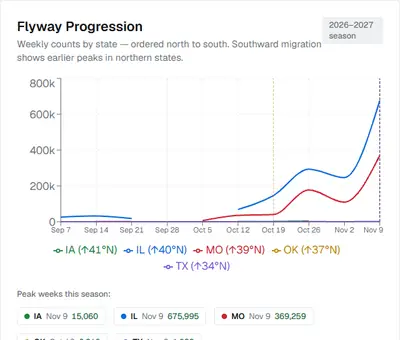 Flyway Progression
2026–2027 season
Weekly counts by state — ordered north to south. Southward migration
shows earlier peaks in northern states.
800k
600k
400k
200k
0
Sep 7 Sep 14 Sep 21 Sep 28 Oct 5 Oct 12 Oct 19 Oct 26 Nov 2 Nov 9
IA (↑41°N) IL (↑40°N) MO (↑39°N) OK (↑37°N)
TX (↑34°N)
Peak weeks this season:
IA Nov 9 15,060 IL Nov 9 675,995 MO Nov 9 369,259